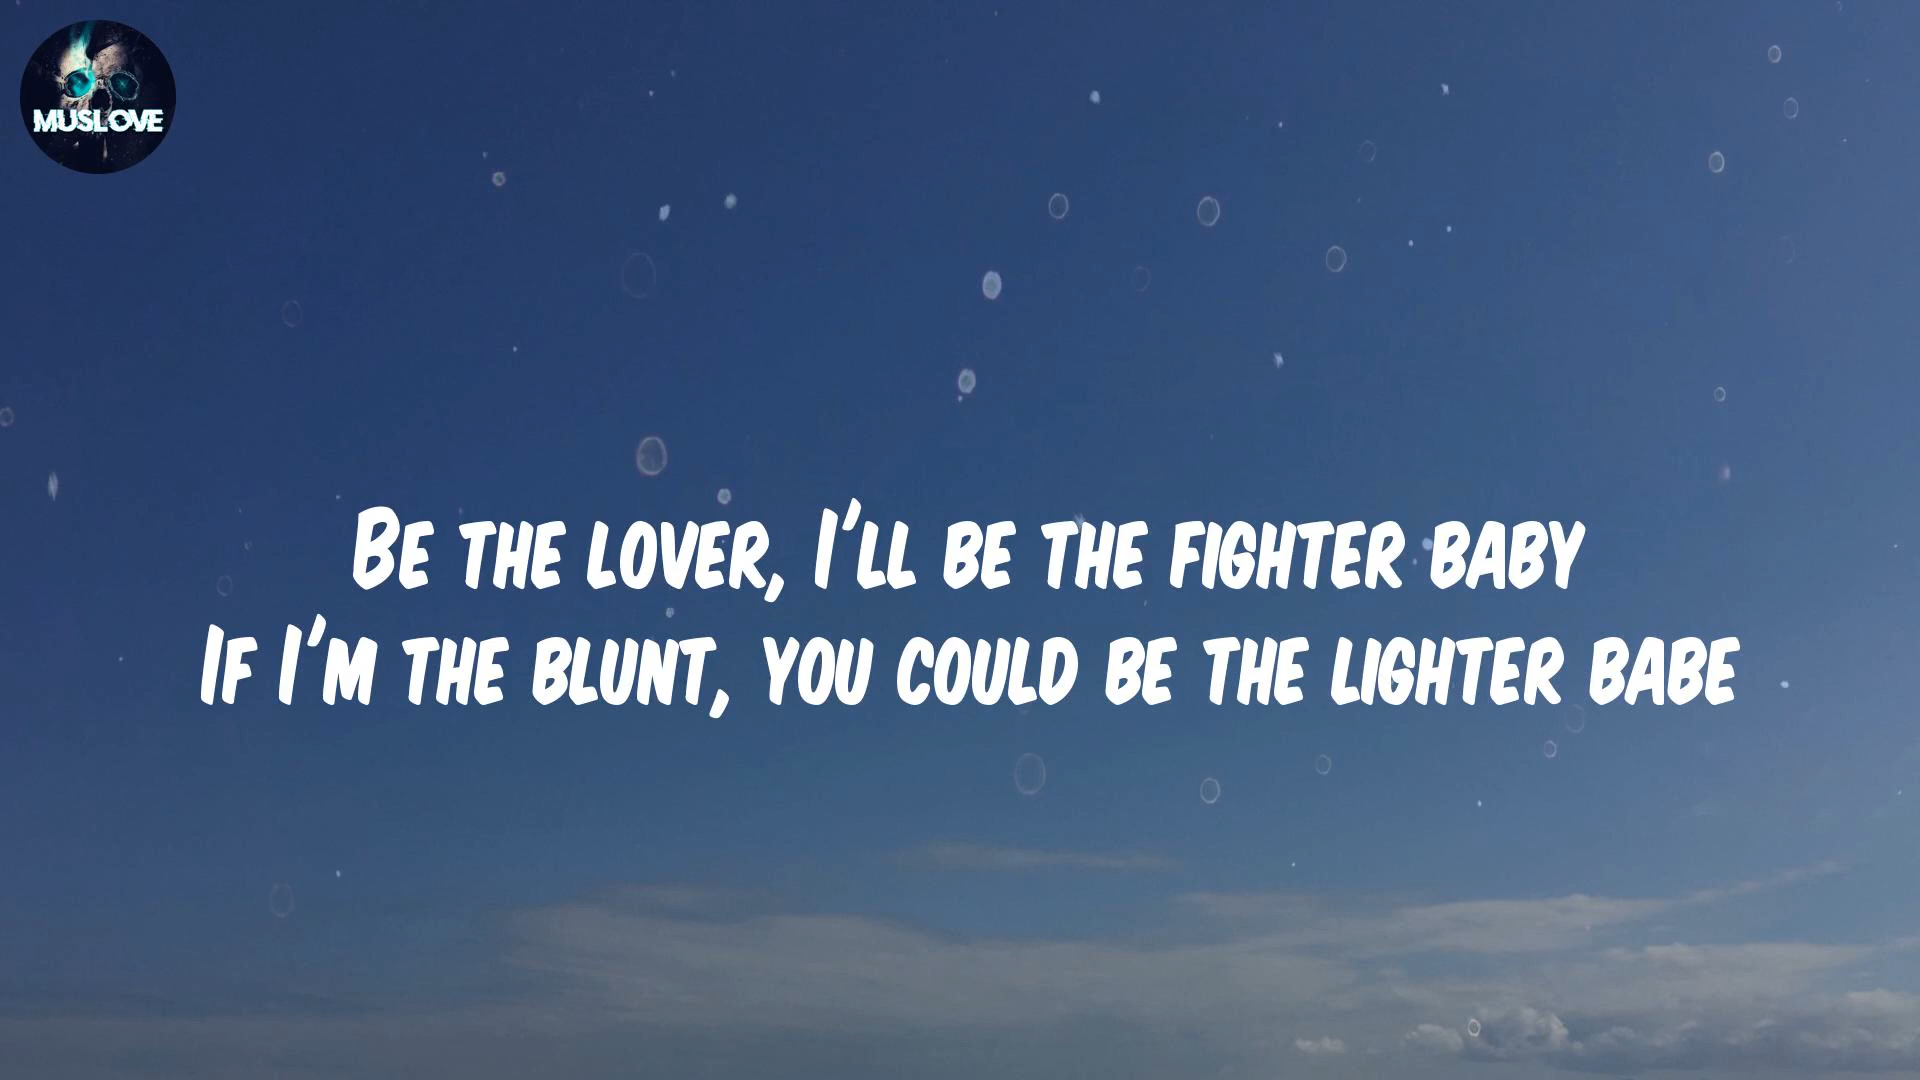 MUSLOVE
Be the lover, I'll be the fighter baby
If I'm the blunt, you could be the lighter babe